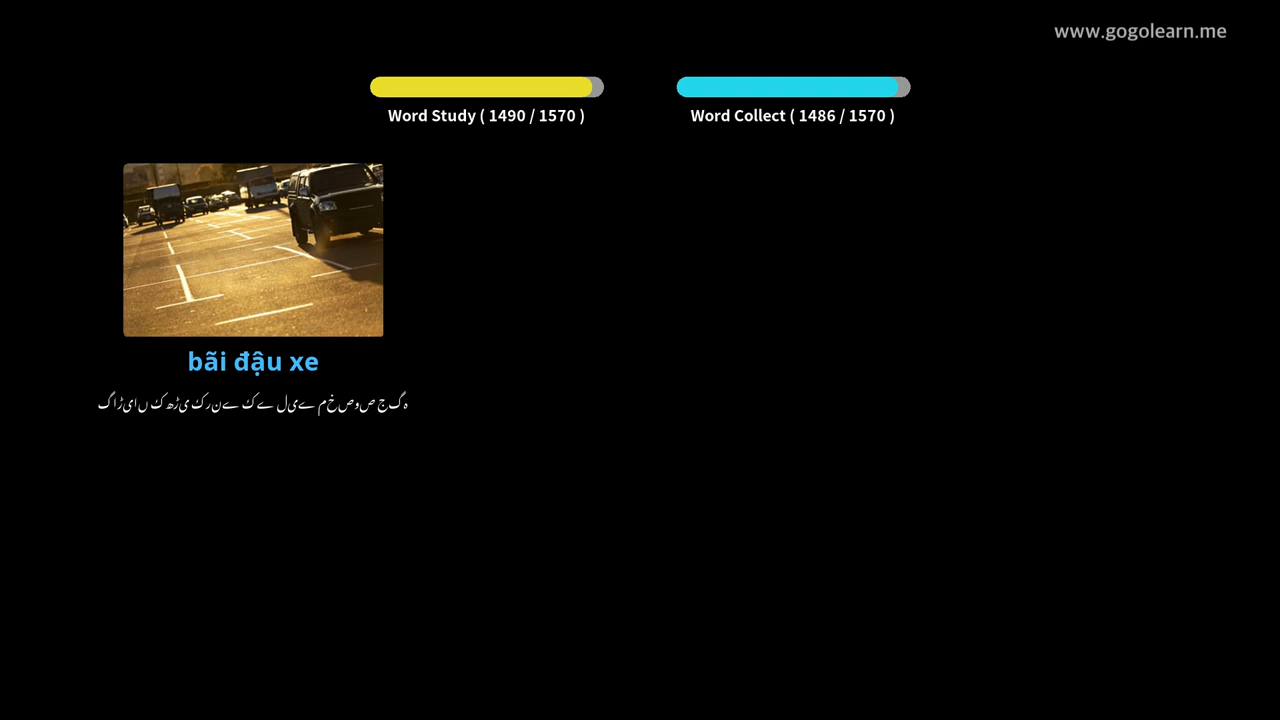 www.gogolearn.me
Word Study ( 1490 / 1570 )
Word Collect ( 1486 / 1570 )
bãi đậu xe
گاڑیاں کھڑی کرنے کے لیے مخصوص جگہ